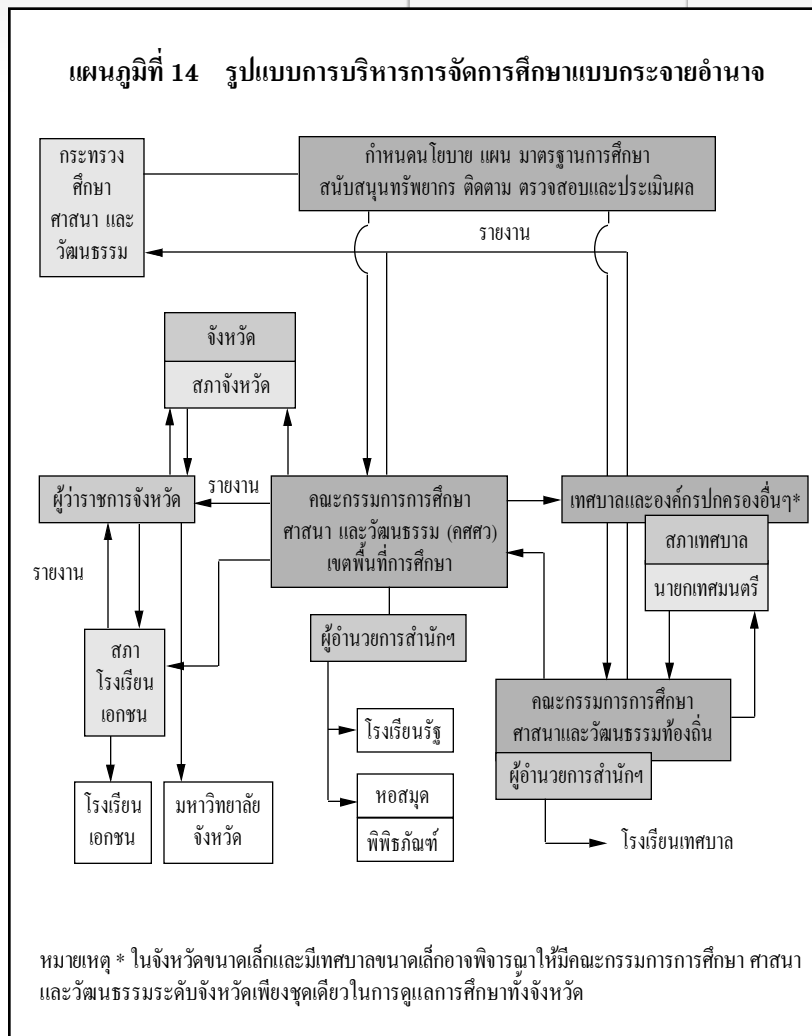 แผนภูมิที่ 14 รูปแบบการบริหารการจัดการศึกษาแบบกระจายอำนาจ
กระทรวง
ศึกษา
ศาสนา และ
วัฒนธรรม
กำหนดนโยบาย แผน มาตรฐานการศึกษา
สนับสนุนทรัพยากร ติดตาม ตรวจสอบและประเมินผล
รายงาน
จังหวัด
สภาจังหวัด
ผู้ว่าราชการจังหวัด
รายงาน
คณะกรรมการการศึกษา
ศาสนา และวัฒนธรรม (คศศว)
เขตพื้นที่การศึกษา
เทศบาลและองค์กรปกครองอื่นๆ*
สภาเทศบาล
นายกเทศมนตรี
รายงาน
สภา
โรงเรียน
เอกชน
ผู้อำนวยการสำนักฯ
คณะกรรมการการศึกษา
ศาสนาและวัฒนธรรมท้องถิ่น
ผู้อำนวยการสำนักฯ
โรงเรียนรัฐ
โรงเรียน
เอกชน
มหาวิทยาลัย
จังหวัด
หอสมุด
พิพิธภัณฑ์
โรงเรียนเทศบาล
หมายเหตุ * ในจังหวัดขนาดเล็กและมีเทศบาลขนาดเล็กอาจพิจารณาให้มีคณะกรรมการการศึกษา ศาสนา
และวัฒนธรรมระดับจังหวัดเพียงชุดเดียวในการดูแลการศึกษาทั้งจังหวัด